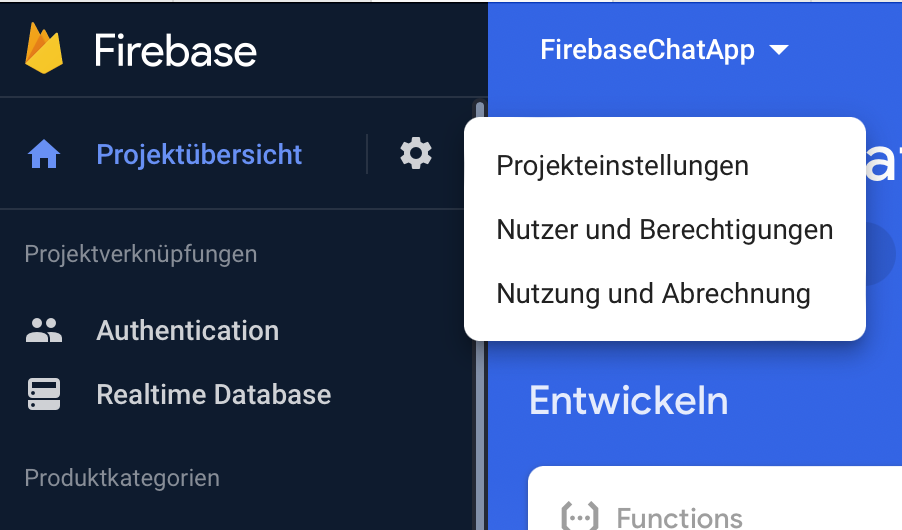 Firebase
FirebaseChatApp
Projektübersicht
Projekteinstellungen
Nutzer und Berechtigungen
Nutzung und Abrechnung
Projektverknüpfungen
Authentication
Realtime Database
Entwickeln
Produktkategorien
Functions